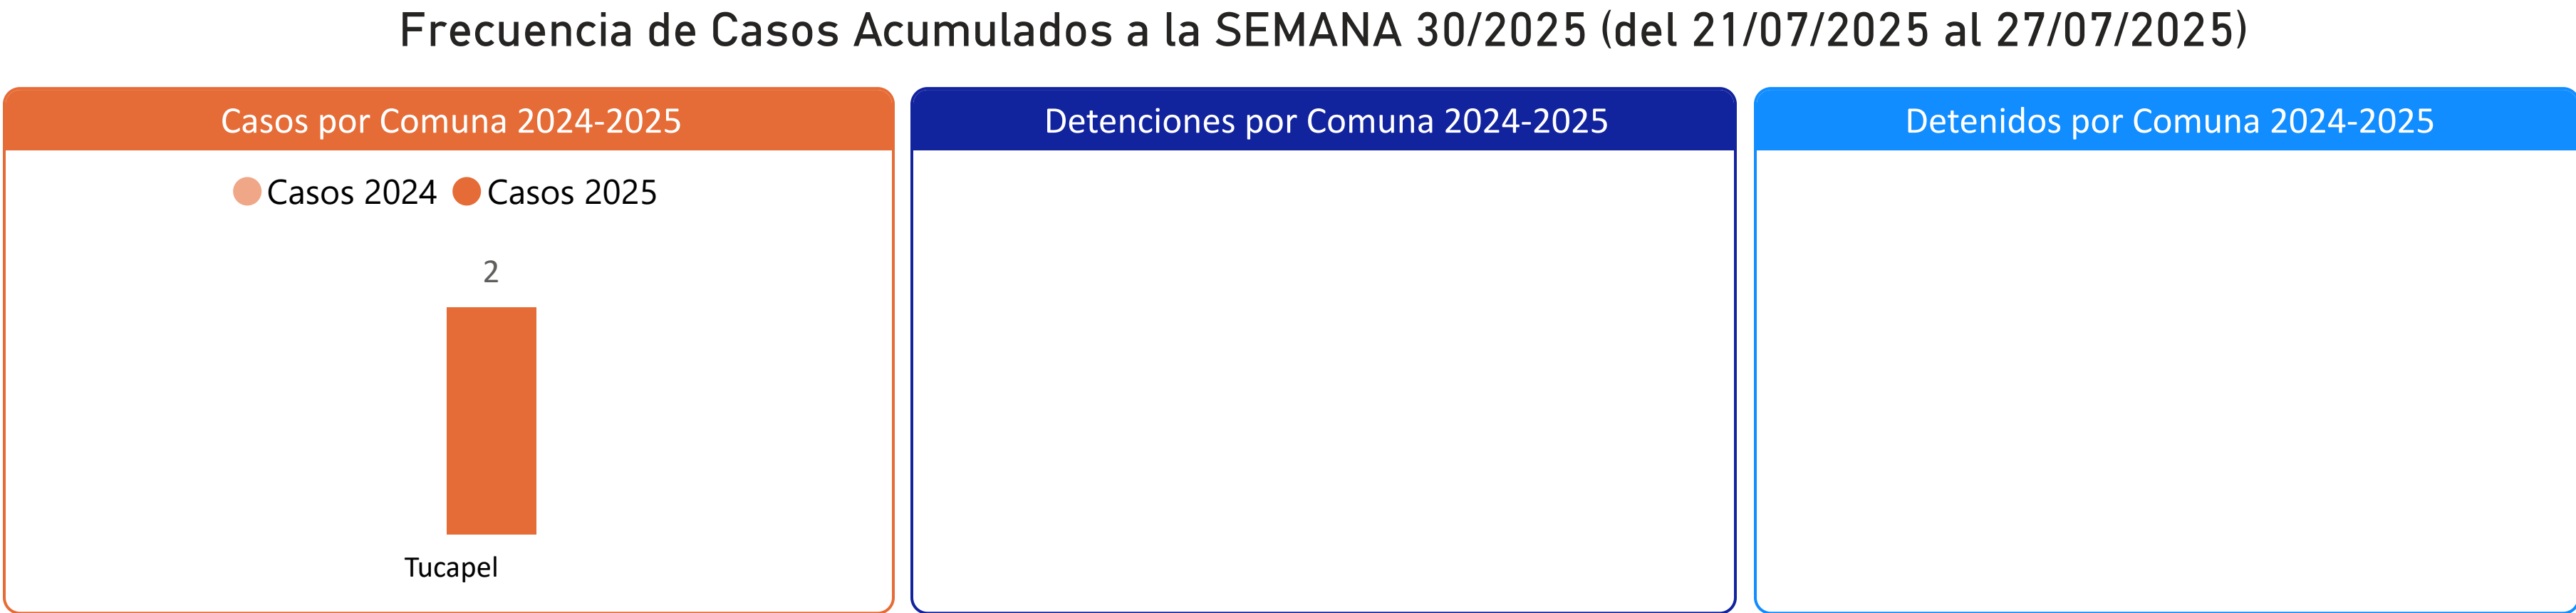 Frecuencia de Casos Acumulados a la SEMANA 30/2025 (del 21/07/2025 al 27/07/2025)
Casos por Comuna 2024-2025
Casos 2024 Casos 2025
2
Tucapel
Detenciones por Comuna 2024-2025
Detenidos por Comuna 2024-2025